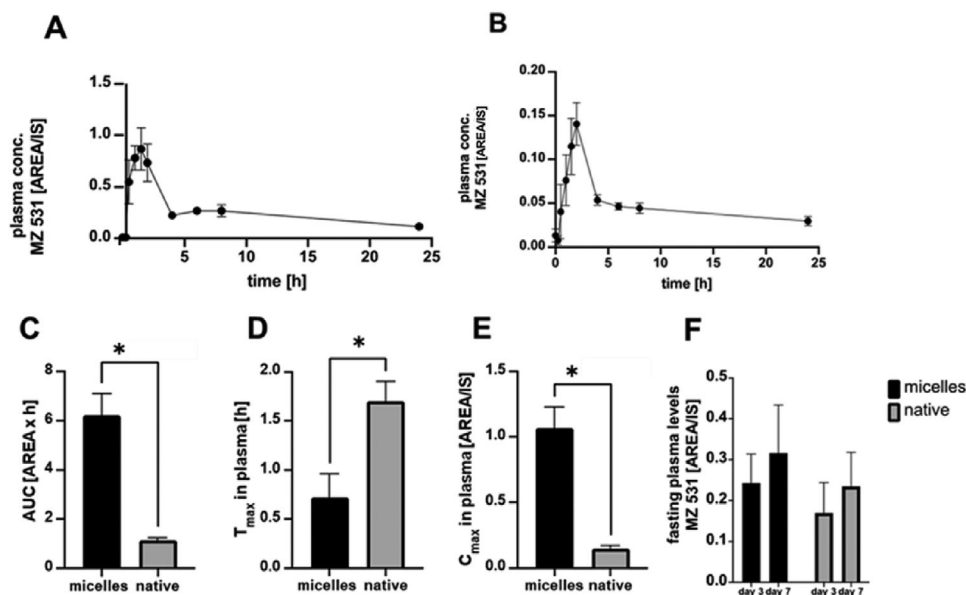 A
plasma conc.
MZ 531 [AREA/IS]
1.5
1.0
0.5
0.0
5 10 15 20 25
time [h]
B
plasma conc.
MZ 531 [AREA/IS]
0.20
0.15
0.10
0.05
0.00
0 5 10 15 20 25
time [h]
C
AUC [AREA x h]
8
6
4
2
0
*
micelles native
D
Tmax in plasma [h]
2.0
1.5
1.0
0.5
0.0
*
micelles native
E
Cmax in plasma [AREA/IS]
1.5
1.0
0.5
0.0
*
micelles native
F
fasting plasma levels
MZ 531 [AREA/IS]
0.5
0.4
0.3
0.2
0.1
0.0
day 3 day 7 day 3 day 7
micelles
native